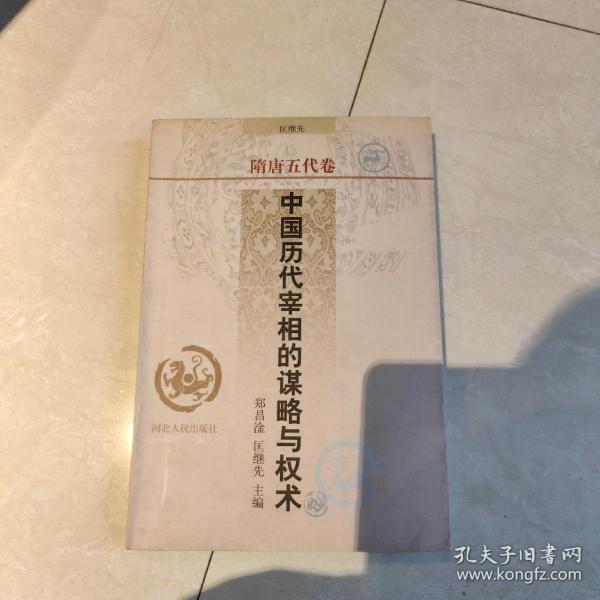 匡继先
隋唐五代卷
中国历代宰相的谋略与权术
郑昌淦 匡继先 主编
河北人民出版社
孔夫子旧书网
www.kongfz.com